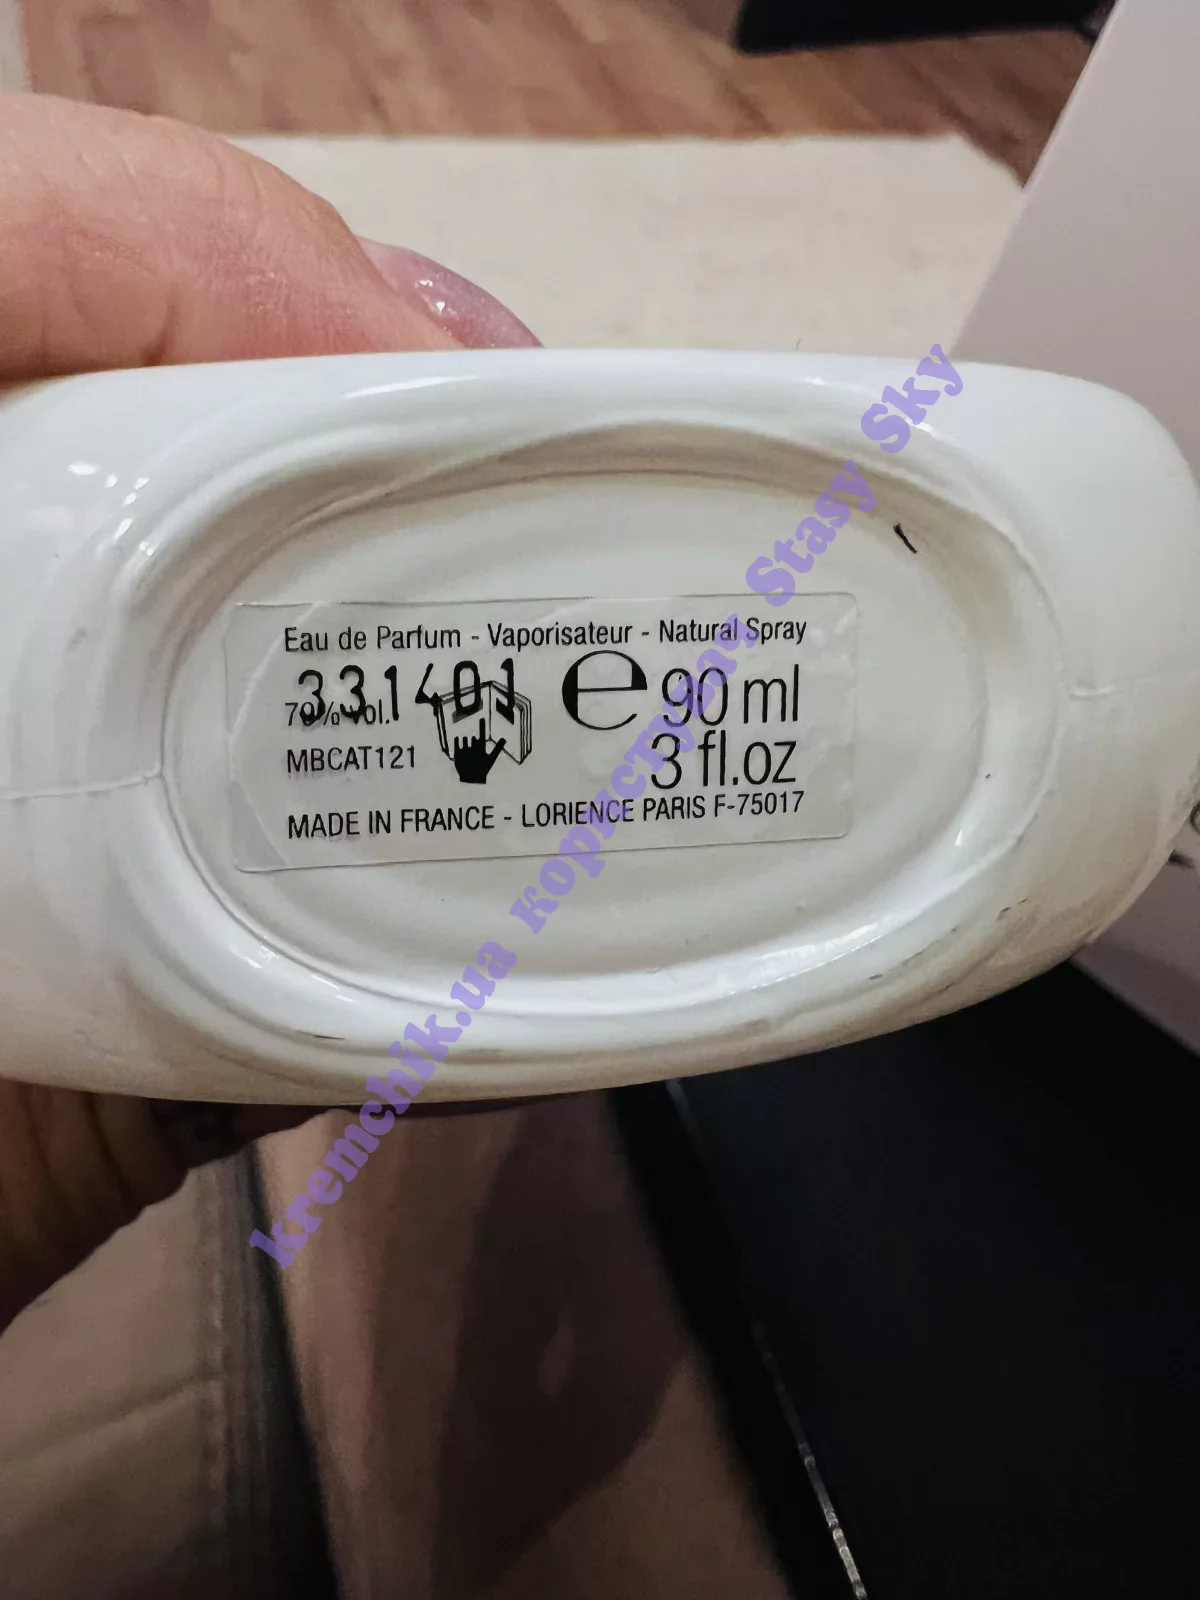 Eau de Parfum - Vaporisateur - Natural Spray
331401
79% vol.
e 90 ml
3 fl.oz
MBCAT121
MADE IN FRANCE - LORIENCE PARIS F-75017
kremchik.ua користувач Stasy Sky